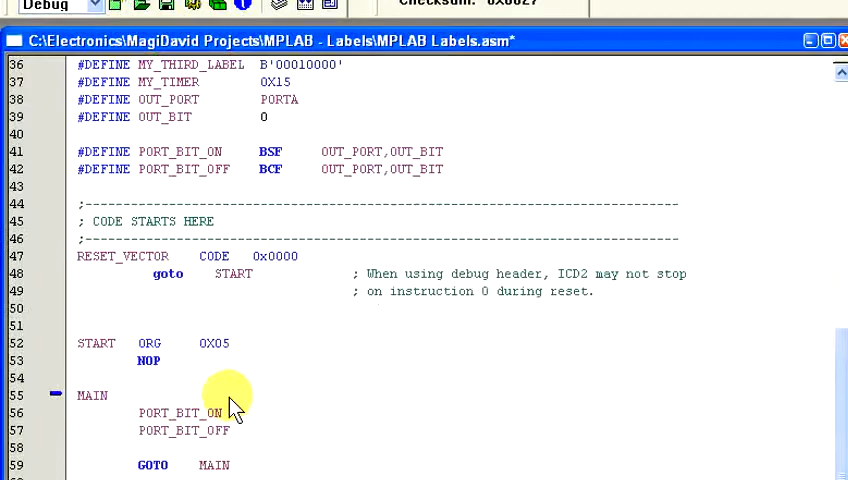 Debug
Checksum: 0x0827
C:\Electronics\MagiDavid Projects\MPLAB - Labels\MPLAB Labels.asm*
36 #DEFINE MY_THIRD_LABEL B'00010000'
37 #DEFINE MY_TIMER 0X15
38 #DEFINE OUT_PORT PORTA
39 #DEFINE OUT_BIT 0
40
41 #DEFINE PORT_BIT_ON BSF OUT_PORT,OUT_BIT
42 #DEFINE PORT_BIT_OFF BCF OUT_PORT,OUT_BIT
43
44 ;------------------------------------------------------------------------------
45 ; CODE STARTS HERE
46 ;------------------------------------------------------------------------------
47 RESET_VECTOR CODE 0x0000
48 goto START ; When using debug header, ICD2 may not stop
49 ; on instruction 0 during reset.
50
51
52 START ORG 0X05
53 NOP
54
55 MAIN
56 PORT_BIT_ON
57 PORT_BIT_OFF
58
59 GOTO MAIN